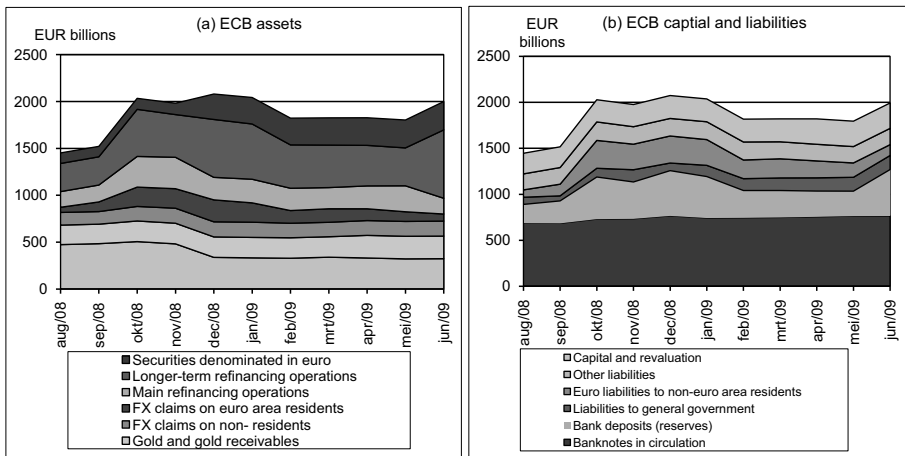 (a) ECB assets
EUR billions
2500
2000
1500
1000
500
0
aug/08
sep/08
okt/08
nov/08
dec/08
jan/09
feb/09
mrt/09
apr/09
mei/09
jun/09
Securities denominated in euro
Longer-term refinancing operations
Main refinancing operations
FX claims on euro area residents
FX claims on non- residents
Gold and gold receivables
(b) ECB captial and liabilities
EUR
billions
2500
2000
1500
1000
500
0
aug/08
sep/08
okt/08
nov/08
dec/08
jan/09
feb/09
mrt/09
apr/09
mei/09
jun/09
Capital and revaluation
Other liabilities
Euro liabilities to non-euro area residents
Liabilities to general government
Bank deposits (reserves)
Banknotes in circulation